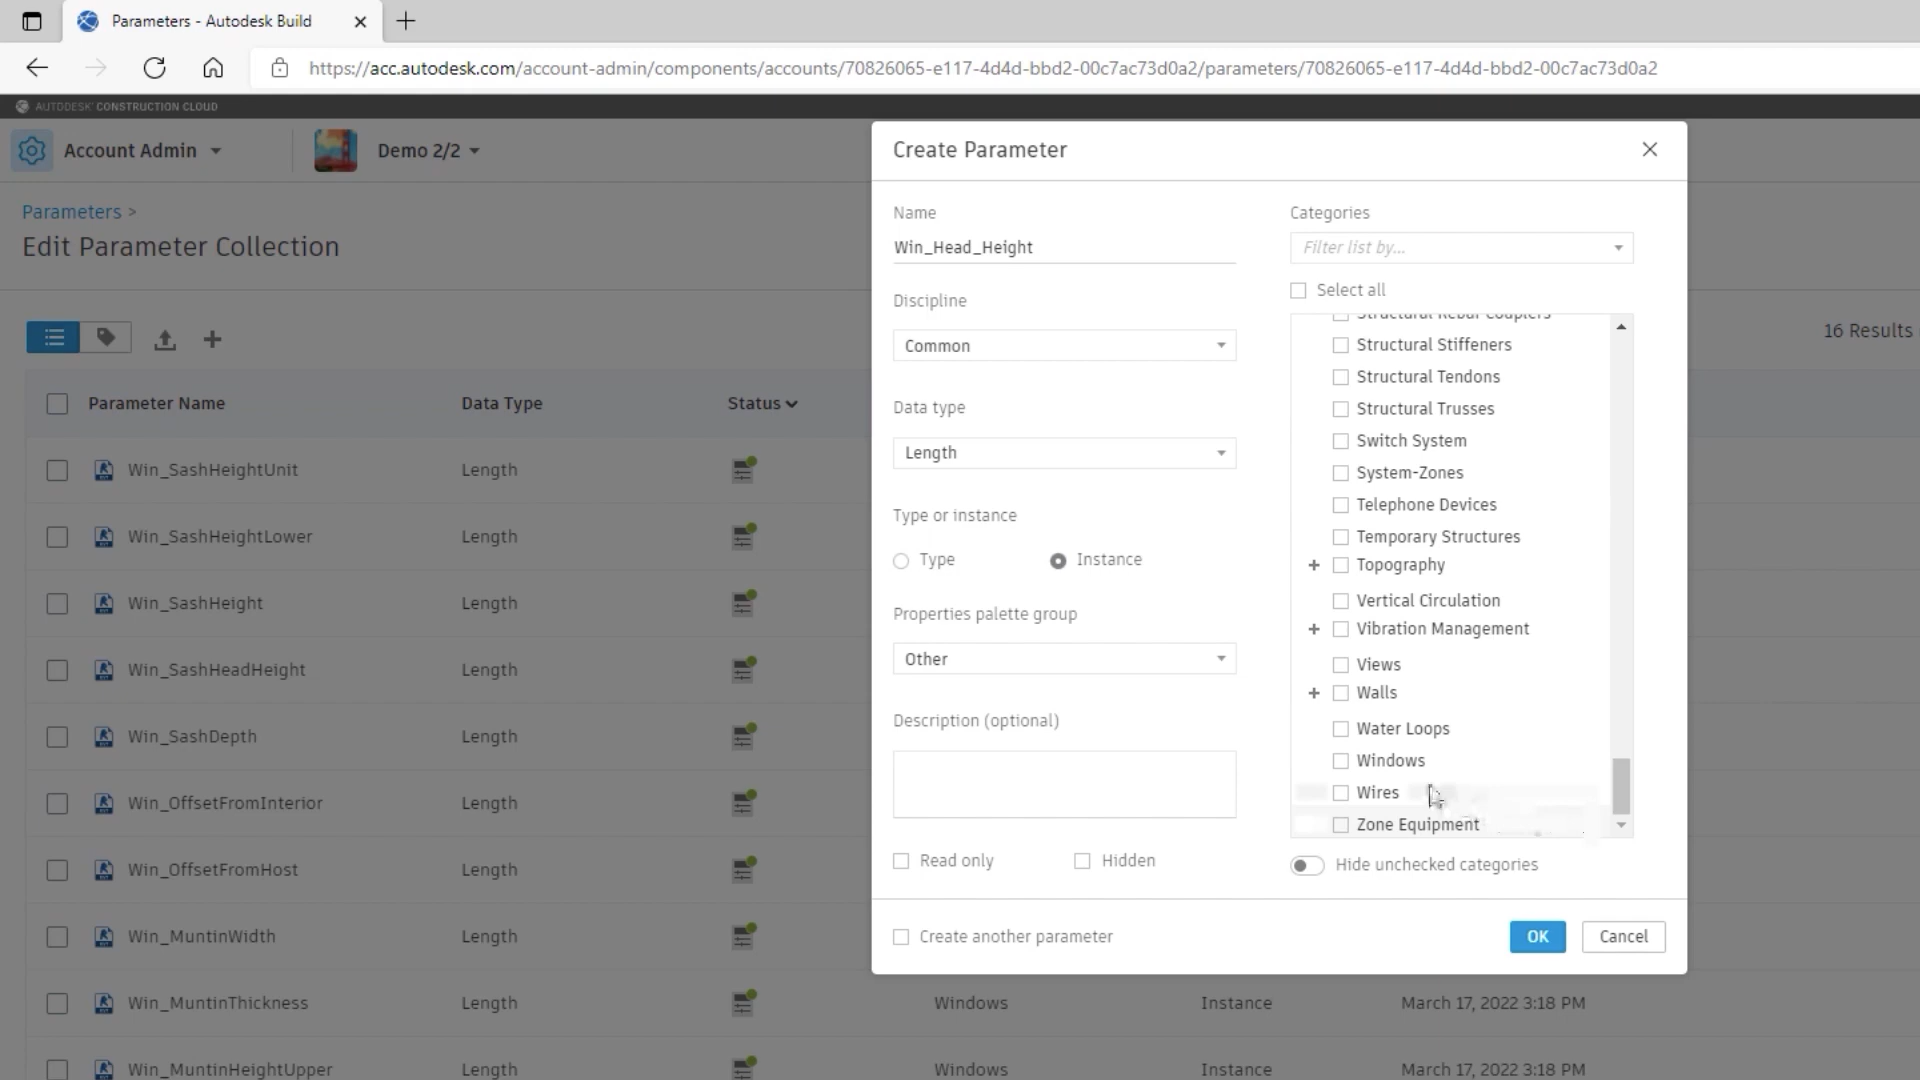 Parameters - Autodesk Build
https://acc.autodesk.com/account-admin/components/accounts/70826065-e117-4d4d-bbd2-00c7ac73d0a2/parameters/70826065-e117-4d4d-bbd2-00c7ac73d0a2
AUTODESK CONSTRUCTION CLOUD
Account Admin
Demo 2/2
Parameters >
Edit Parameter Collection
16 Results
Parameter Name Data Type Status
Win_SashHeightUnit Length
Win_SashHeightLower Length
Win_SashHeight Length
Win_SashHeadHeight Length
Win_SashDepth Length
Win_OffsetFromInterior Length
Win_OffsetFromHost Length
Win_MuntinWidth Length
Win_MuntinThickness Length Windows Instance March 17, 2022 3:18 PM
Win_MuntinHeightUpper Length Windows Instance March 17, 2022 3:18 PM
Create Parameter
Name
Win_Head_Height
Discipline
Common
Data type
Length
Type or instance
Type Instance
Properties palette group
Other
Description (optional)
Read only Hidden
Categories
Filter list by...
Select all
Structural Rebar Couplers
Structural Stiffeners
Structural Tendons
Structural Trusses
Switch System
System-Zones
Telephone Devices
Temporary Structures
+ Topography
Vertical Circulation
+ Vibration Management
Views
+ Walls
Water Loops
Windows
Wires
Zone Equipment
Hide unchecked categories
Create another parameter
OK Cancel